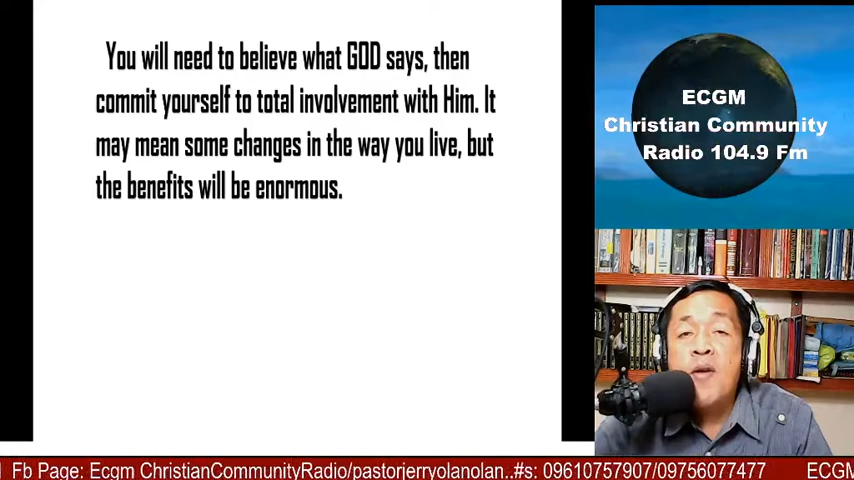 You will need to believe what GOD says, then
commit yourself to total involvement with Him. It
may mean some changes in the way you live, but
the benefits will be enormous.
ECGM
Christian Community
Radio 104.9 Fm
Fb Page: Ecgm ChristianCommunityRadio/pastorjerryolanolan..#s: 09610757907/09756077477 ECGM